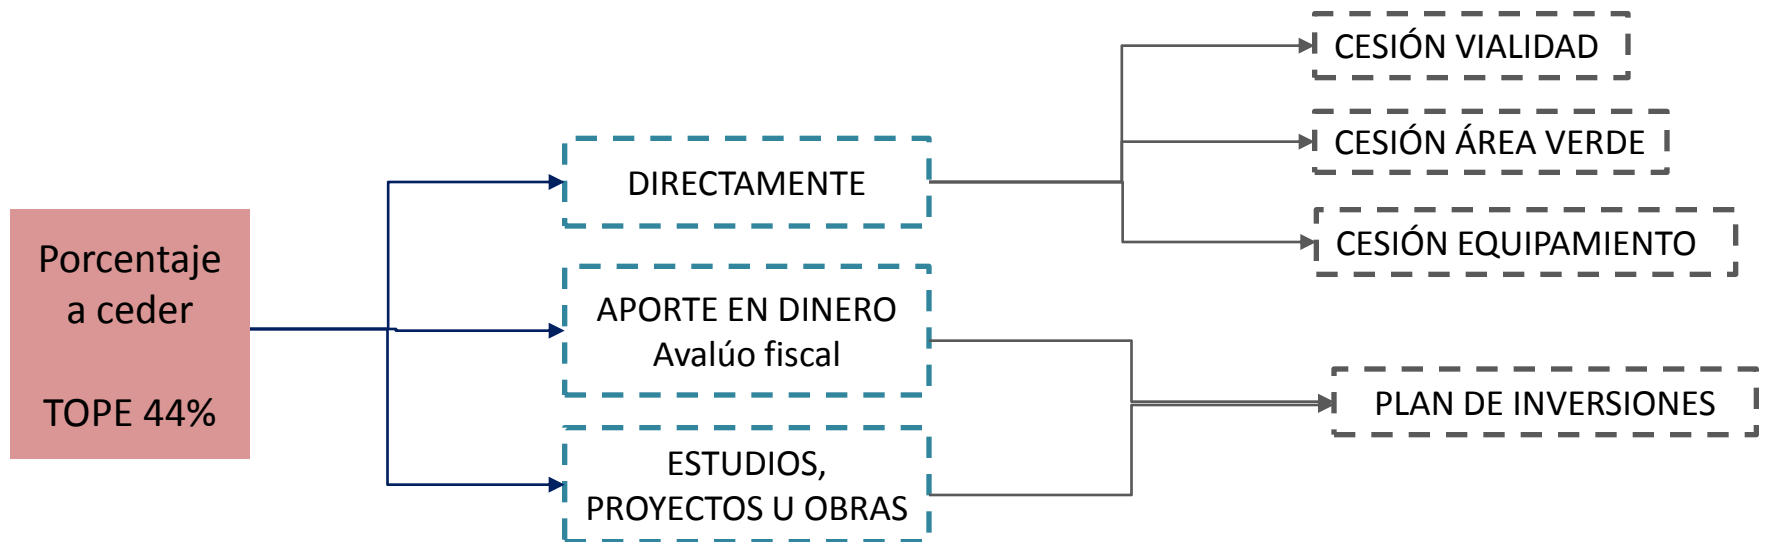 Porcentaje
a ceder
TOPE 44%
DIRECTAMENTE
APORTE EN DINERO
Avalúo fiscal
ESTUDIOS,
PROYECTOS U OBRAS
CESIÓN VIALIDAD
CESIÓN ÁREA VERDE
CESIÓN EQUIPAMIENTO
PLAN DE INVERSIONES